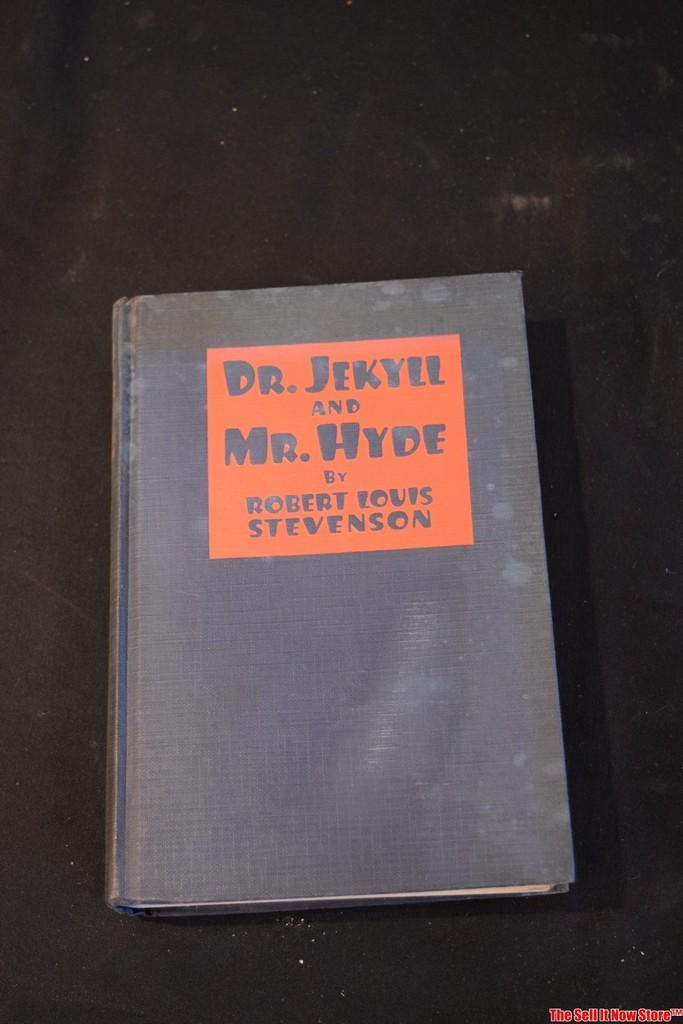 DR. JEKYLL
AND
MR. HYDE
BY
ROBERT LOUIS
STEVENSON
The Sell It Now Store™